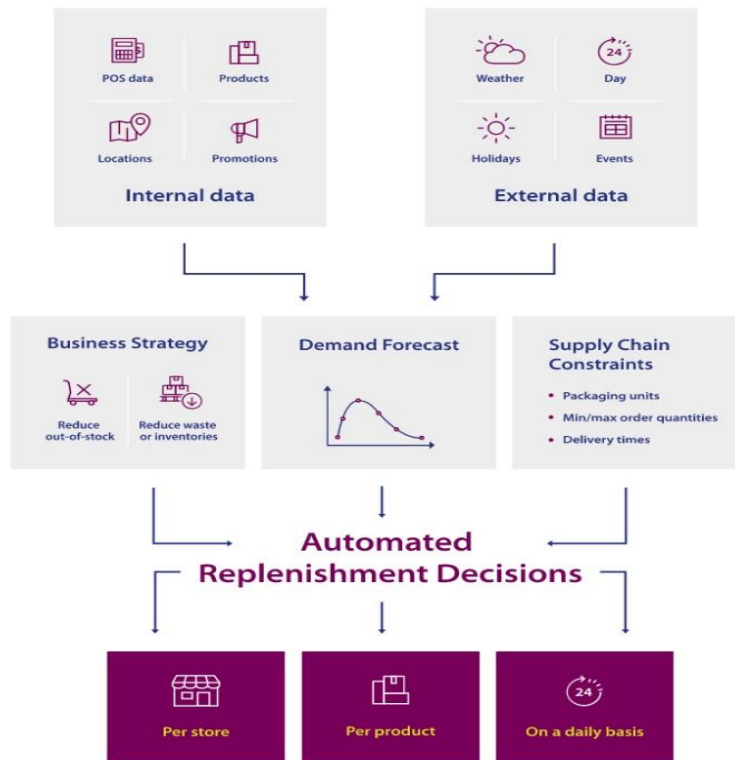 POS data
Products
Locations
Promotions
Internal data
Weather
24
Day
Holidays
Events
External data
Business Strategy
Reduce
out-of-stock
Reduce waste
or inventories
Demand Forecast
Supply Chain
Constraints
• Packaging units
• Min/max order quantities
• Delivery times
Automated
Replenishment Decisions
Per store
Per product
24
On a daily basis